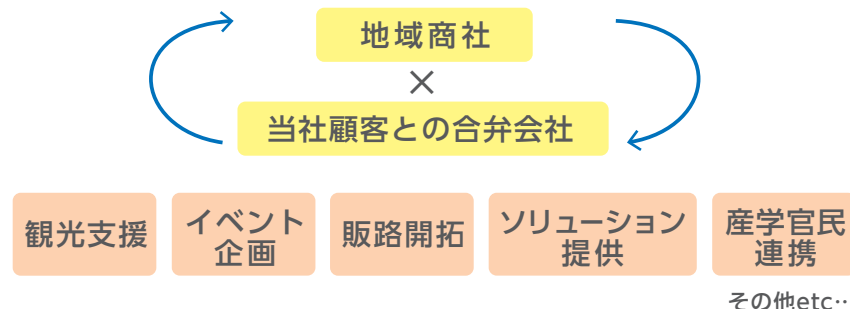 地域商社
×
当社顧客との合弁会社
観光支援
イベント
企画
販路開拓
ソリューション
提供
産学官民
連携
その他etc…